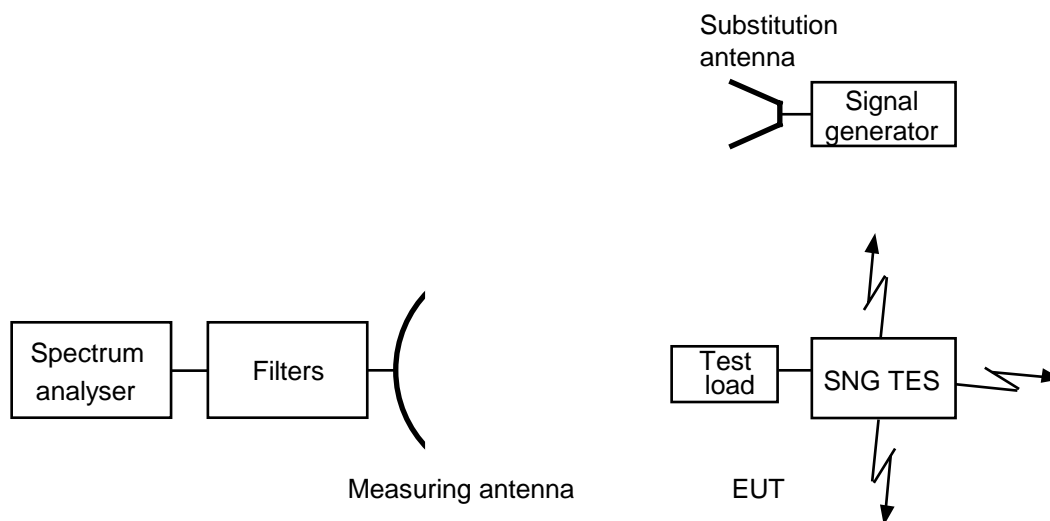 Substitution
antenna
Signal
generator
Spectrum
analyser
Filters
Test
load
SNG TES
Measuring antenna
EUT